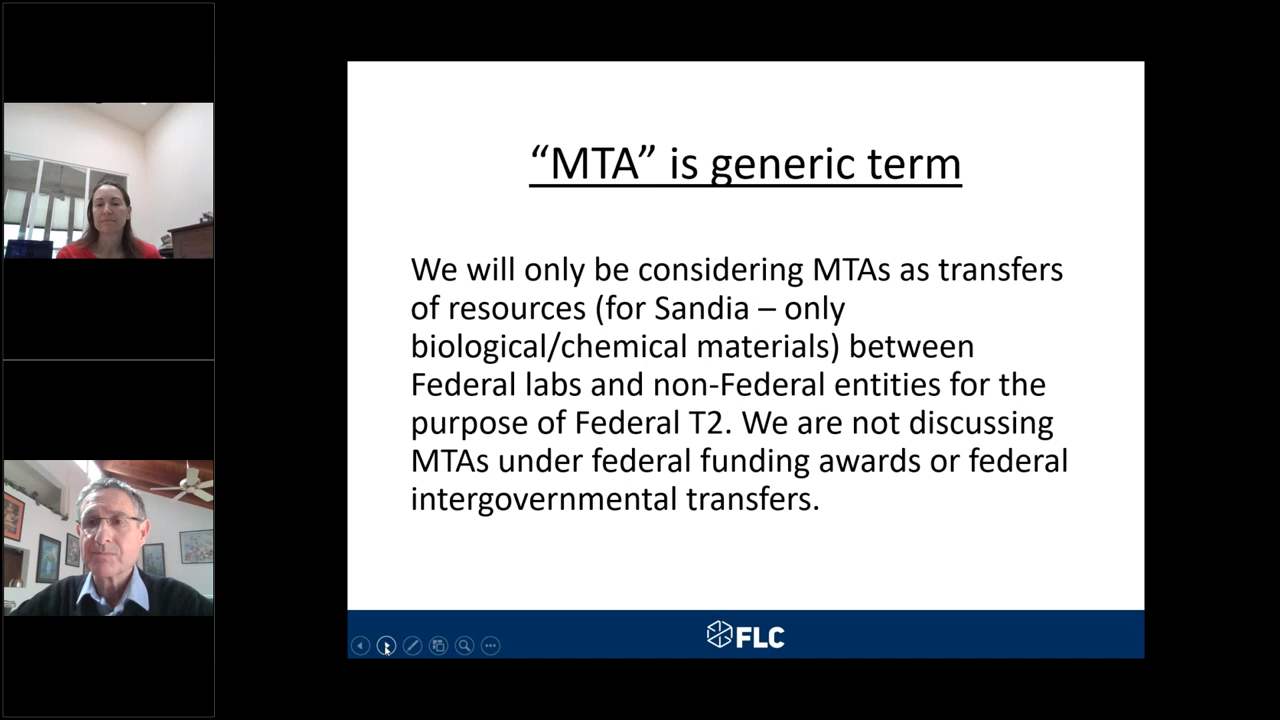 “MTA” is generic term
We will only be considering MTAs as transfers
of resources (for Sandia – only
biological/chemical materials) between
Federal labs and non-Federal entities for the
purpose of Federal T2. We are not discussing
MTAs under federal funding awards or federal
intergovernmental transfers.
FLC